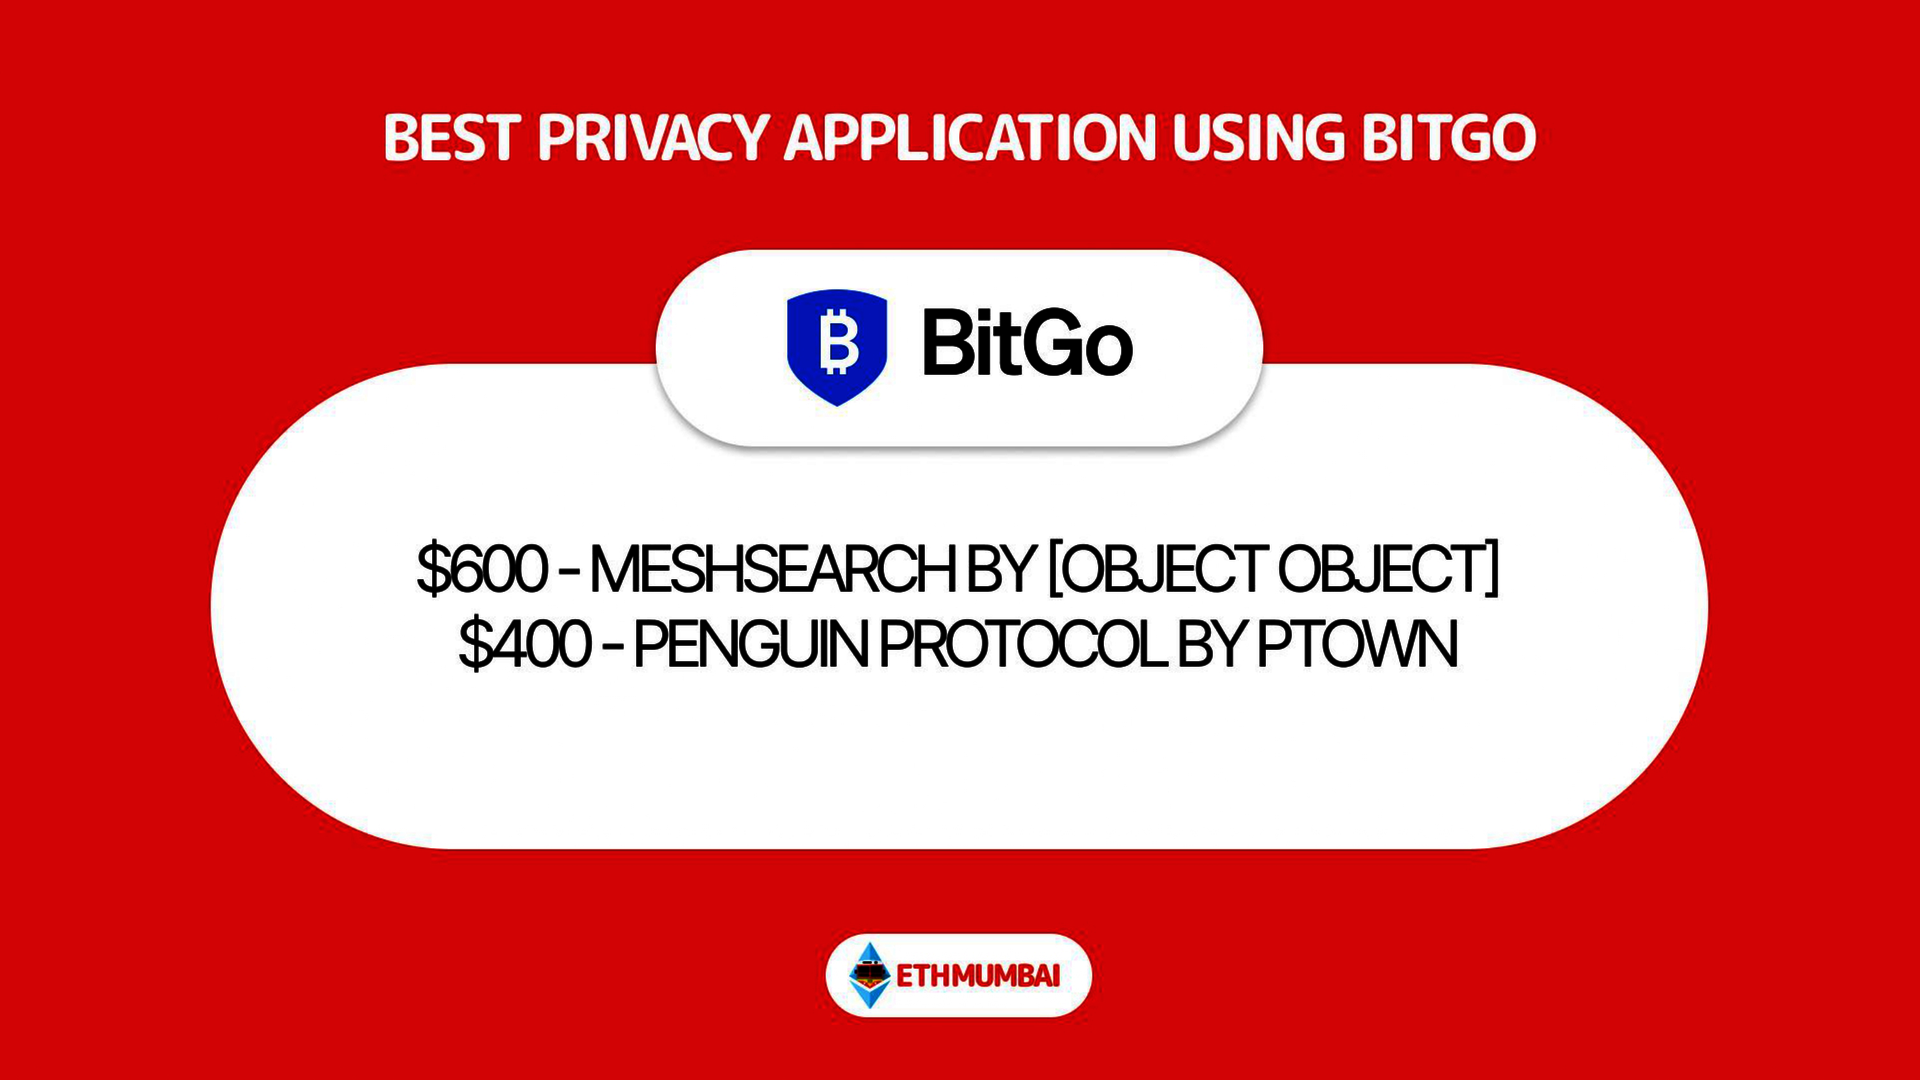 BEST PRIVACY APPLICATION USING BITGO
BitGo
$600 - MESHSEARCH BY [OBJECT OBJECT]
$400 - PENGUIN PROTOCOL BY PTOWN
ETHMUMBAI